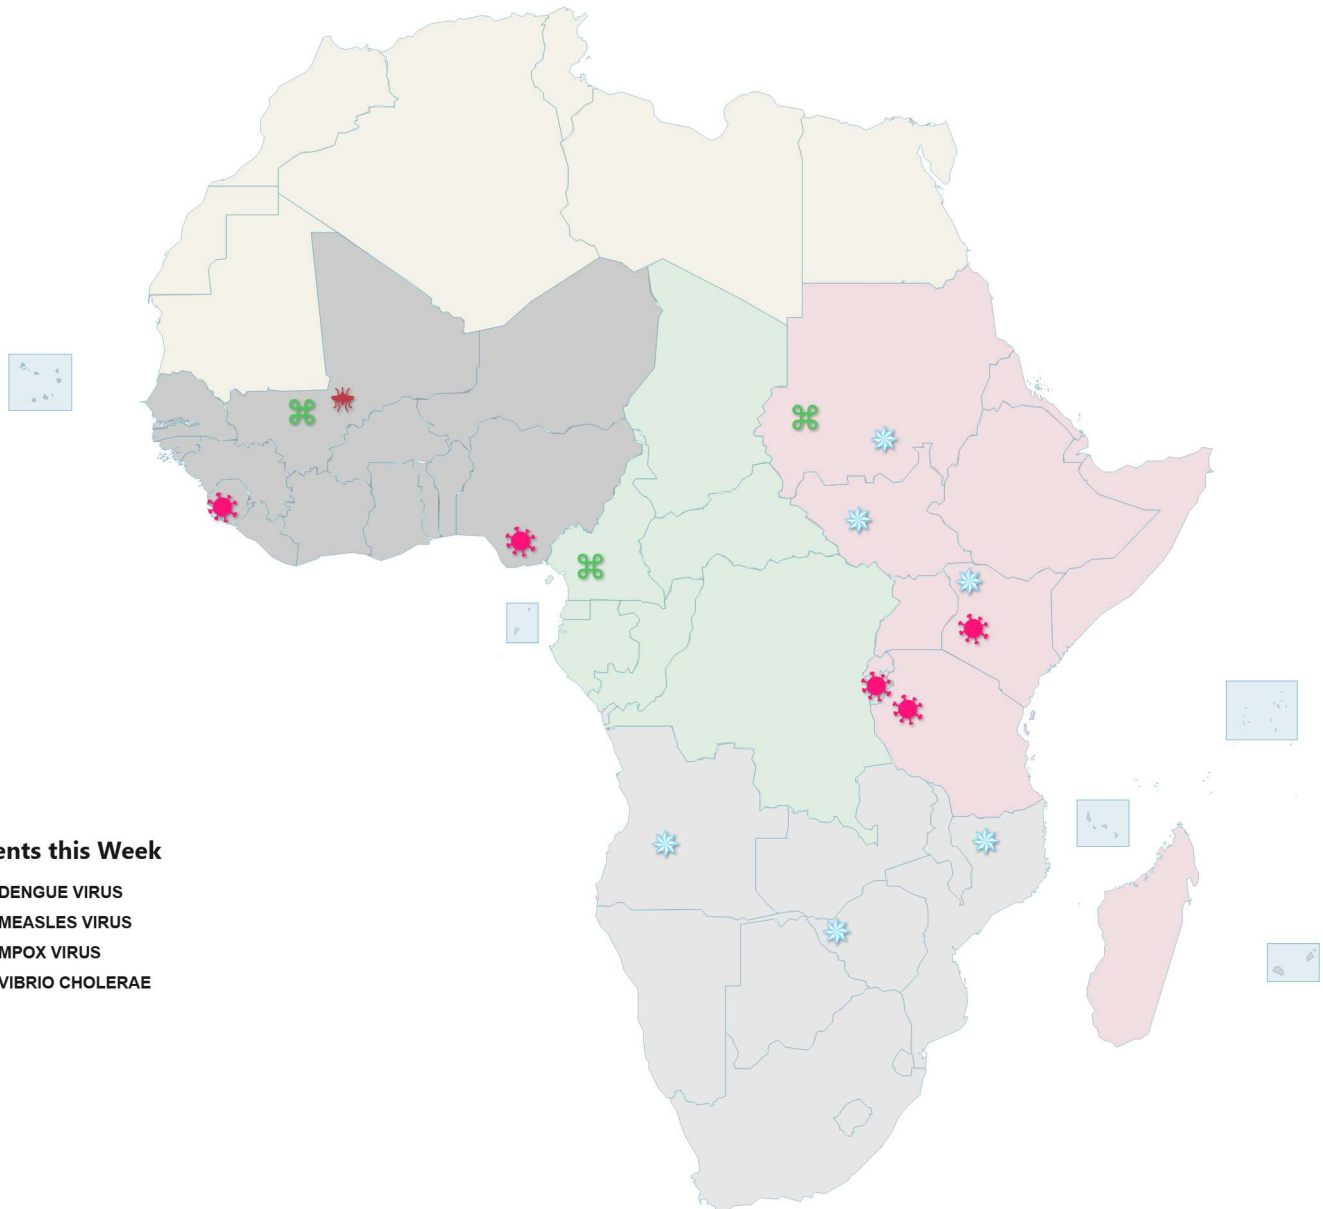 ents this Week
DENGUE VIRUS
MEASLES VIRUS
MPOX VIRUS
VIBRIO CHOLERAE